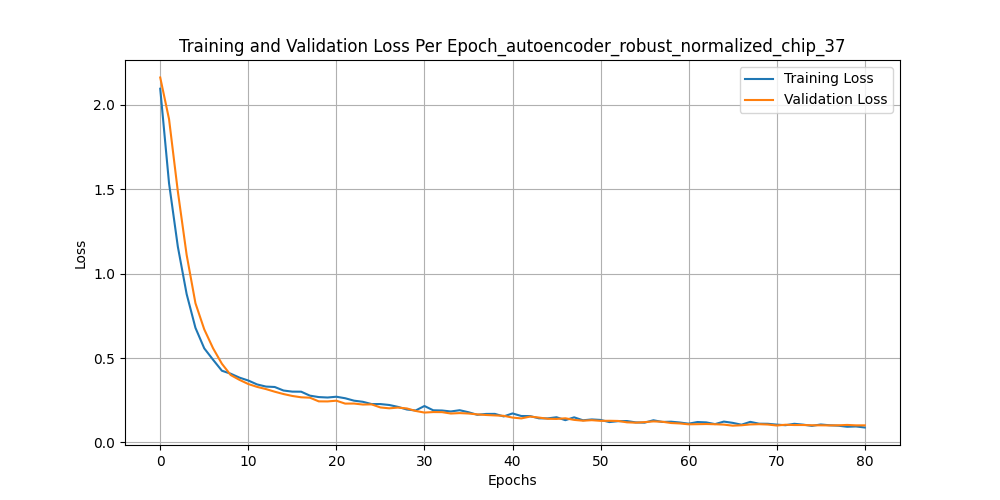 Training and Validation Loss Per Epoch_autoencoder_robust_normalized_chip_37
Training Loss
Validation Loss
2.0
1.5
1.0
0.5
0.0
Loss
0 10 20 30 40 50 60 70 80
Epochs